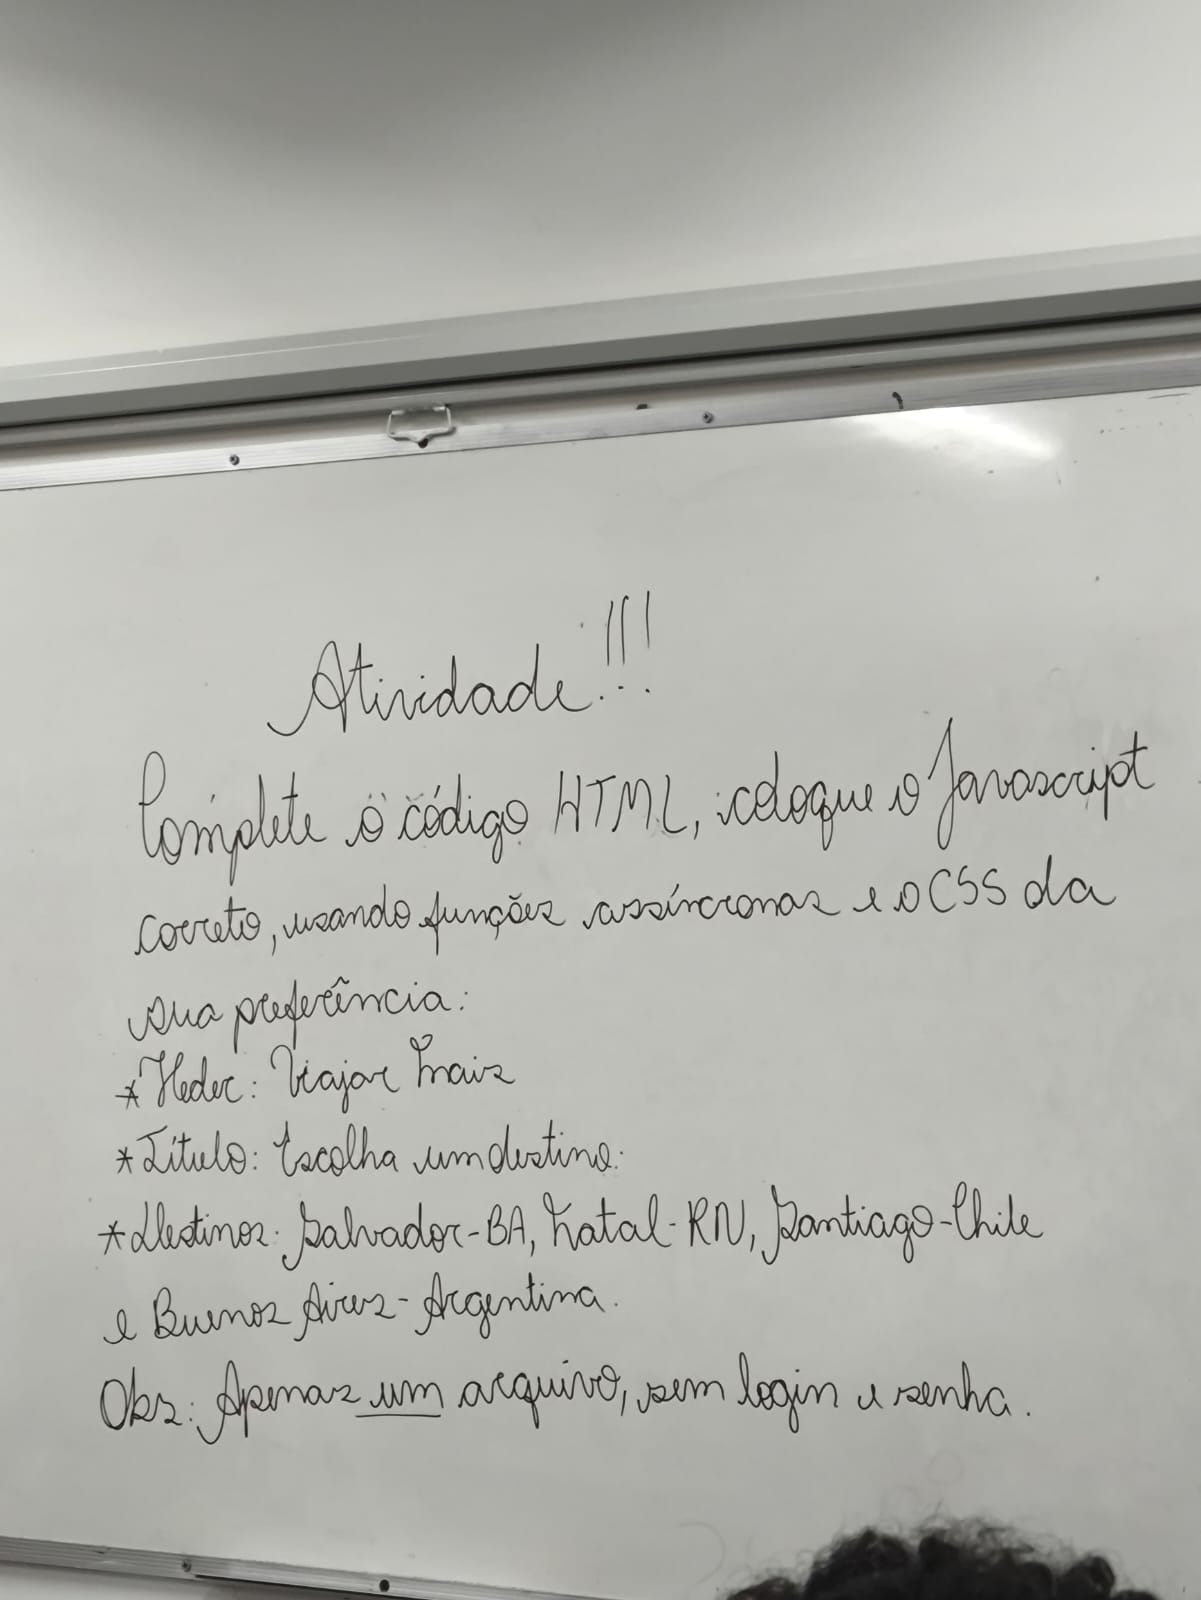 Atividade!!!
Complete o código HTML, coloque o Javascript
correto, usando funções assíncronas e o CSS da
sua preferência:
* Heder: Viajar Mais
* Título: Escolha um destino:
* Destinos: Salvador-BA, Natal-RN, Santiago-Chile
e Buenos Aires-Argentina.
Obs: Apenas um arquivo, sem login e senha.